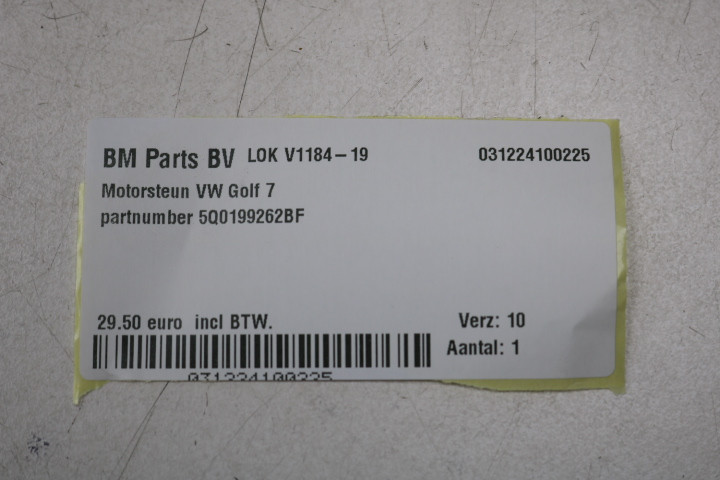 BM Parts BV LOK V1184-19 031224100225
Motorsteun VW Golf 7
partnumber 5Q0199262BF
29.50 euro incl BTW. Verz: 10
Aantal: 1
031224100225